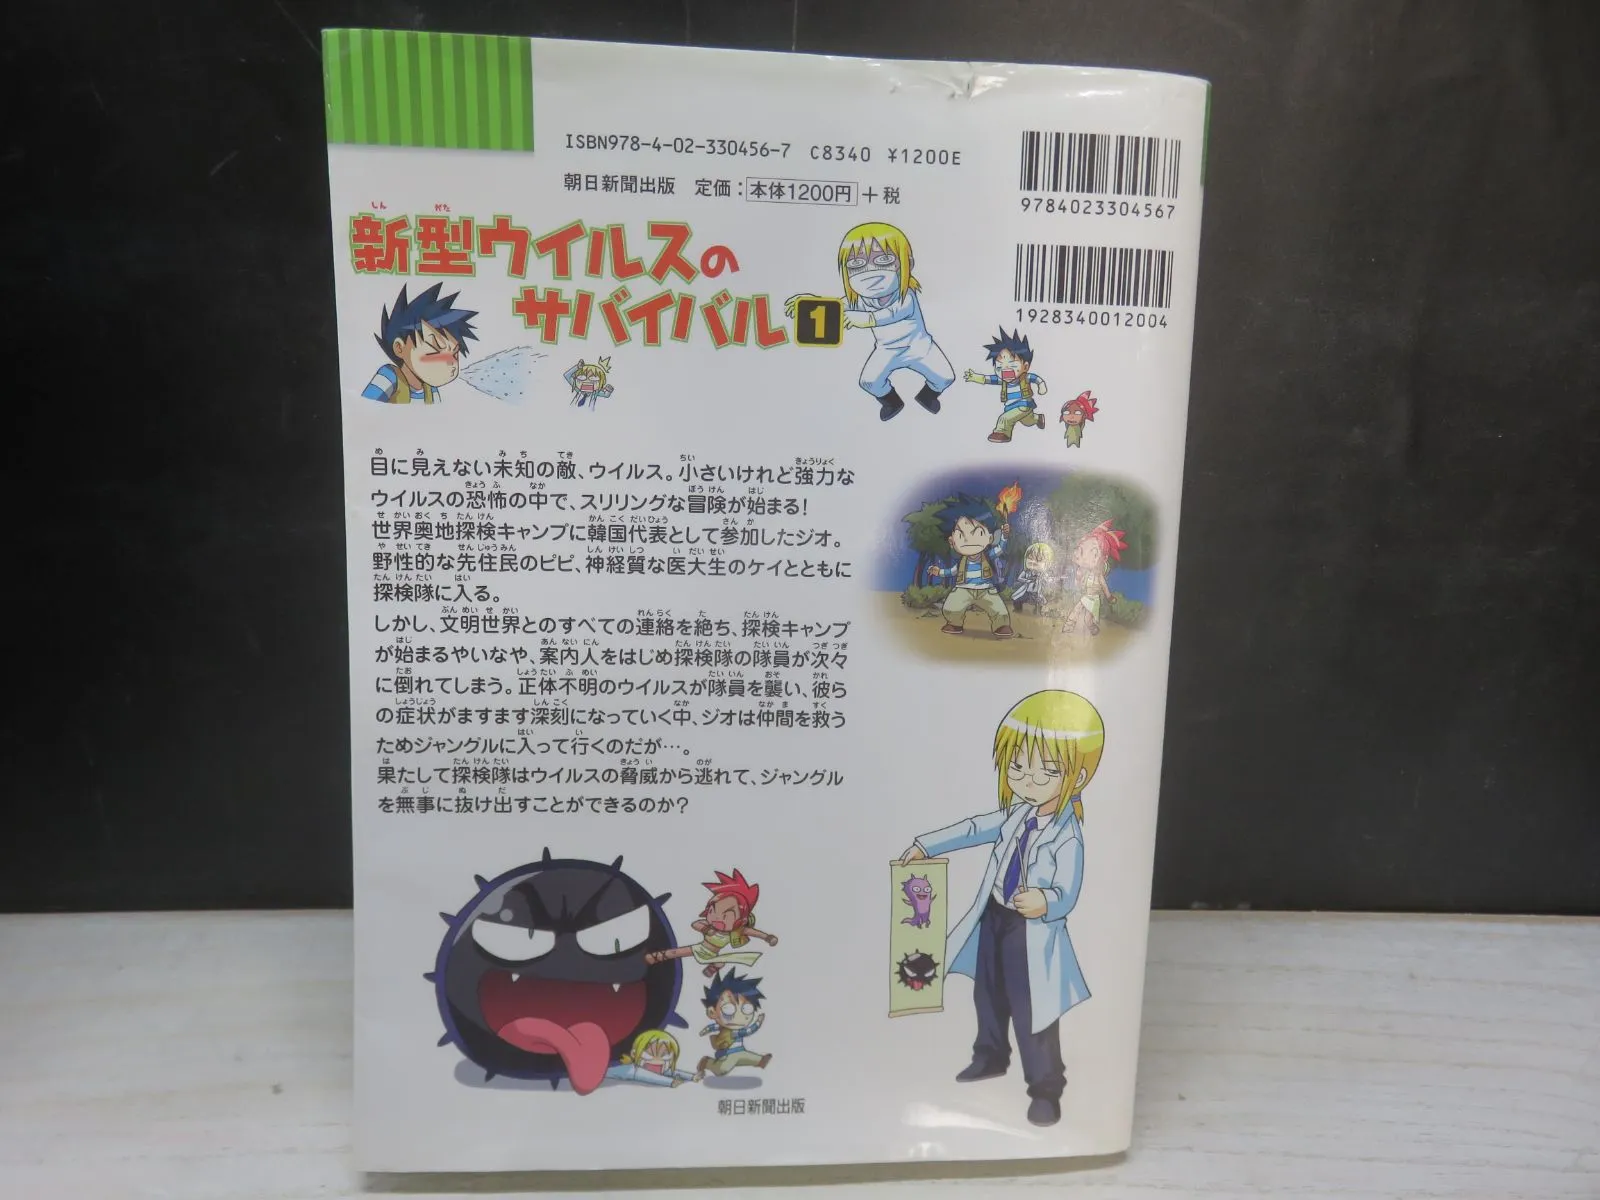 ISBN978-4-02-330456-7 C8340 ¥1200E
朝日新聞出版 定価：本体1200円＋税
9784023304567
1928340012004
新型ウイルスの
サバイバル1
目に見えない未知の敵、ウイルス。小さいけれど強力な
ウイルスの恐怖の中で、スリリングな冒険が始まる！
世界奥地探検キャンプに韓国代表として参加したジオ。
野性的な先住民のピピ、神経質な医大生のケイとともに
探検隊に入る。
しかし、文明世界とのすべての連絡を絶ち、探検キャンプ
が始まるやいなや、案内人をはじめ探検隊の隊員が次々
に倒れてしまう。正体不明のウイルスが隊員を襲い、彼ら
の症状がますます深刻になっていく中、ジオは仲間を救う
ためジャングルに入って行くのだが…。
果たして探検隊はウイルスの脅威から逃れて、ジャングル
を無事に抜け出すことができるのか？
朝日新聞出版